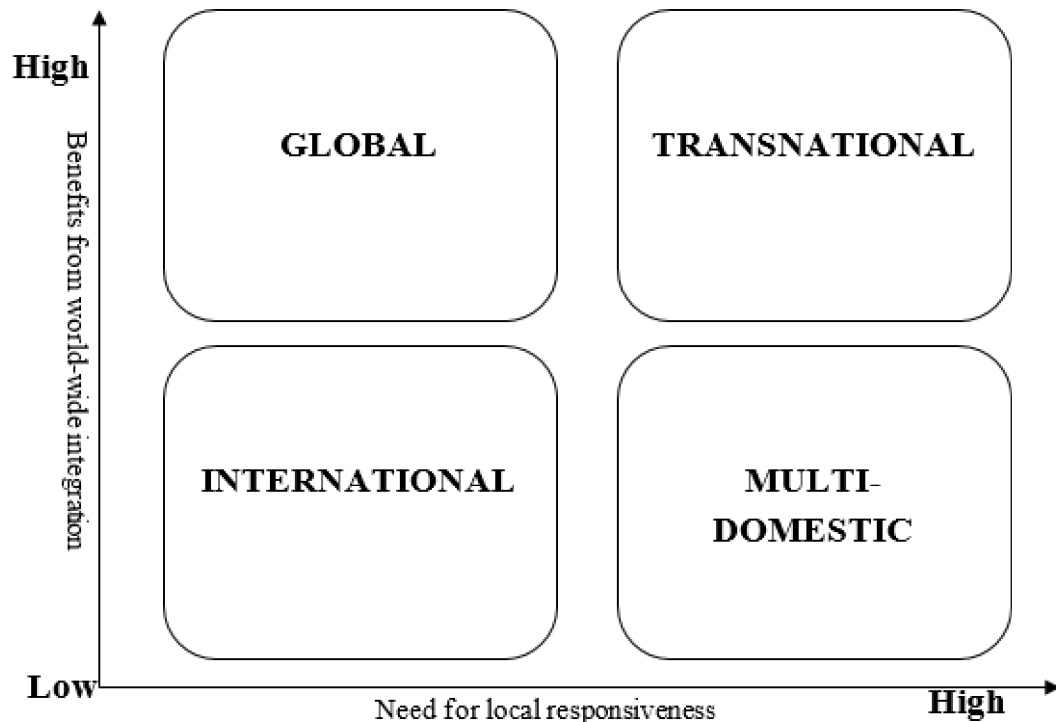 High
Benefits from world-wide integration
GLOBAL
TRANSNATIONAL
INTERNATIONAL
MULTI-
DOMESTIC
Low
Need for local responsiveness
High